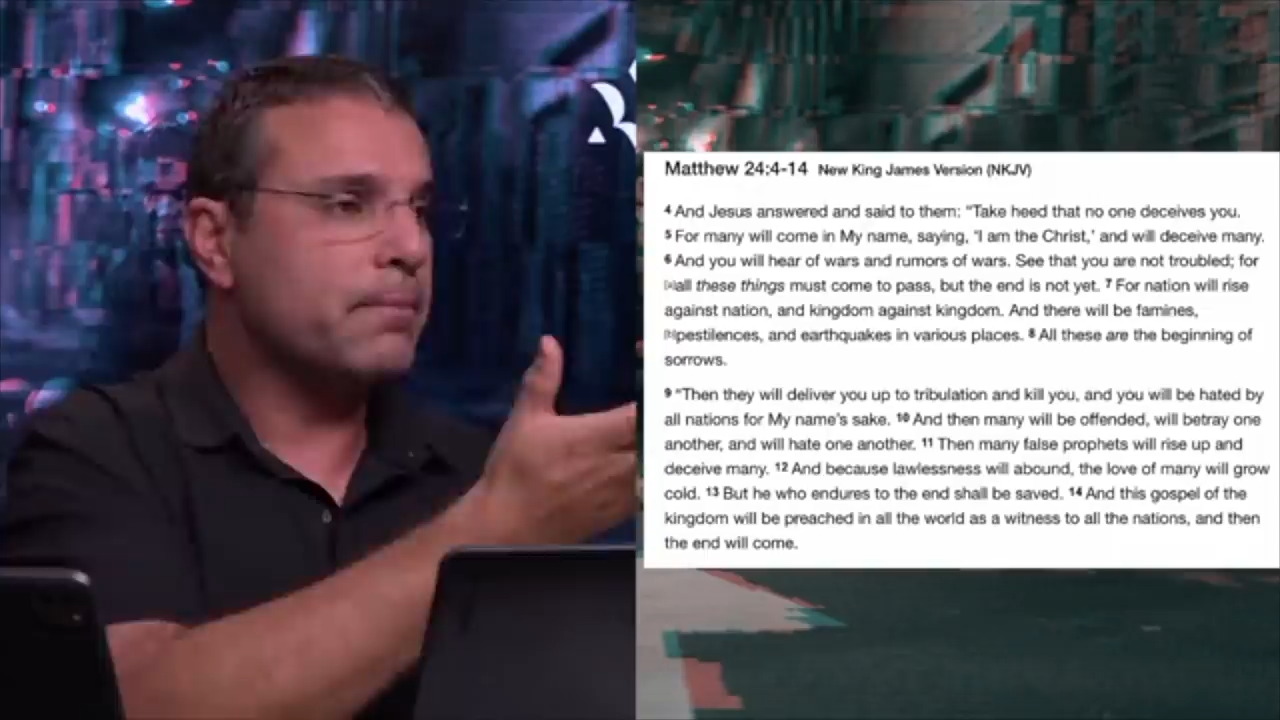 Matthew 24:4-14 New King James Version (NKJV)
4 And Jesus answered and said to them: “Take heed that no one deceives you.
5 For many will come in My name, saying, ‘I am the Christ,’ and will deceive many.
6 And you will hear of wars and rumors of wars. See that you are not troubled; for
[a]all these things must come to pass, but the end is not yet. 7 For nation will rise
against nation, and kingdom against kingdom. And there will be famines,
[b]pestilences, and earthquakes in various places. 8 All these are the beginning of
sorrows.
9 “Then they will deliver you up to tribulation and kill you, and you will be hated by
all nations for My name’s sake. 10 And then many will be offended, will betray one
another, and will hate one another. 11 Then many false prophets will rise up and
deceive many. 12 And because lawlessness will abound, the love of many will grow
cold. 13 But he who endures to the end shall be saved. 14 And this gospel of the
kingdom will be preached in all the world as a witness to all the nations, and then
the end will come.